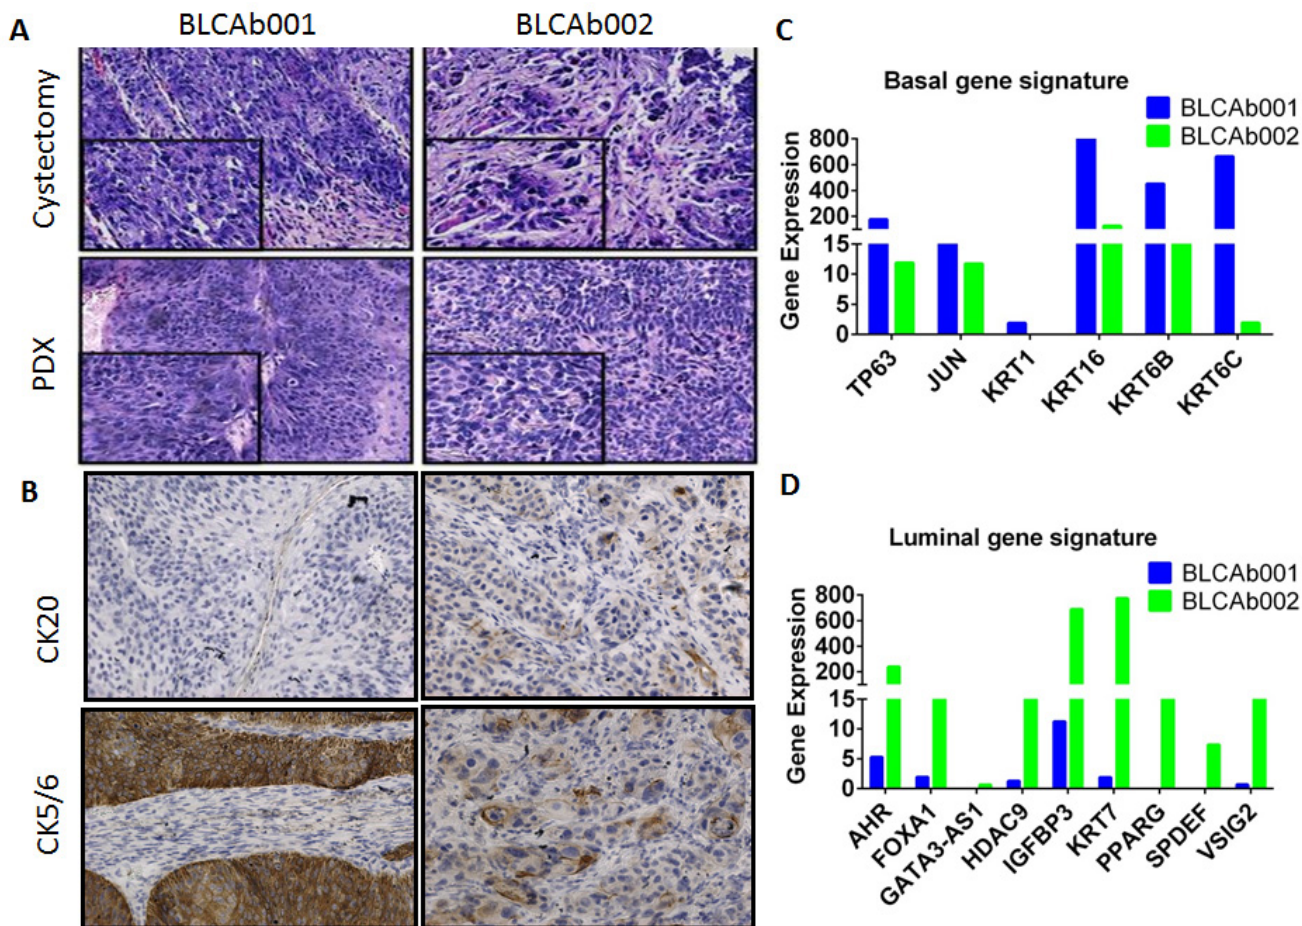 A
BLCAb001
BLCAb002
Cystectomy
PDX
B
CK20
CK5/6
C
Basal gene signature
BLCAb001
BLCAb002
Gene Expression
800
600
400
200
15
10
5
0
TP63
JUN
KRT1
KRT16
KRT6B
KRT6C
D
Luminal gene signature
BLCAb001
BLCAb002
Gene Expression
800
600
400
200
15
10
5
0
AHR
FOXA1
GATA3-AS1
HDAC9
IGFBP3
KRT7
PPARG
SPDEF
VSIG2